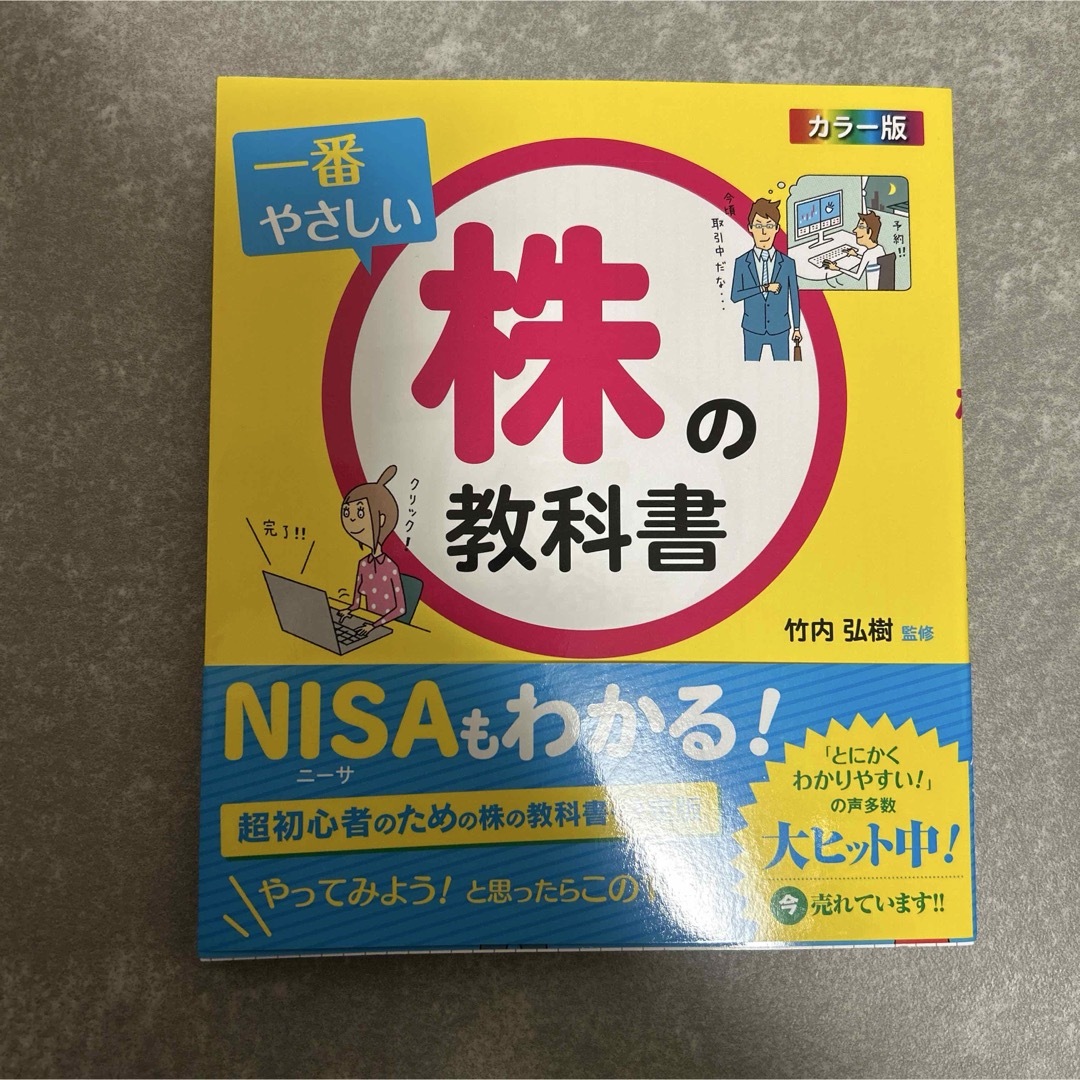 カラー版
一番
やさしい
株の
教科書
今頃
取引中だな...
予約!!
クリック!
完了!!
竹内 弘樹 監修
NISAもわかる!
ニーサ
超初心者のための株の教科書
やってみよう! と思ったらこの
「とにかく
わかりやすい!」
の声多数
大ヒット中!
今 売れています!!